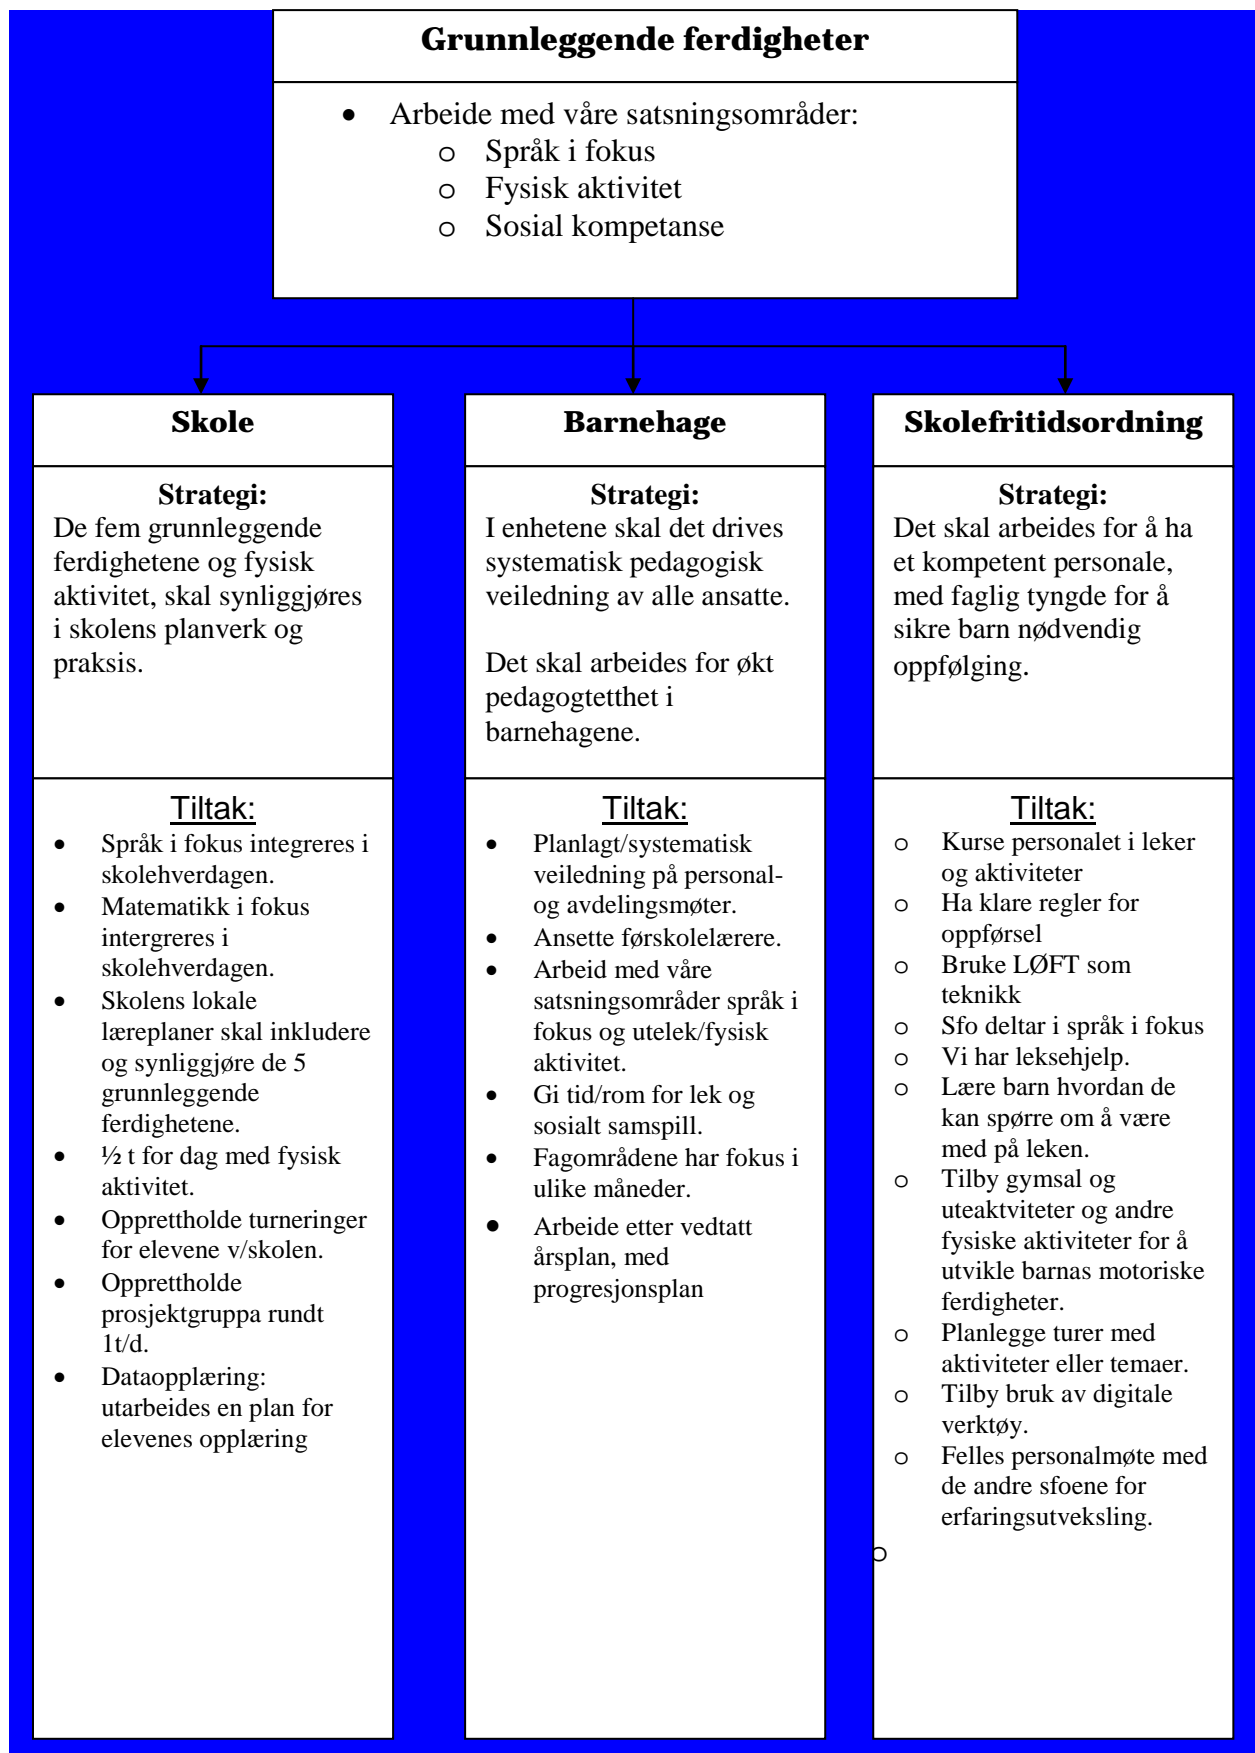 Grunnleggende ferdigheter
• Arbeide med våre satsningsområder:
o Språk i fokus
o Fysisk aktivitet
o Sosial kompetanse
Skole
Strategi:
De fem grunnleggende
ferdighetene og fysisk
aktivitet, skal synliggjøres
i skolens planverk og
praksis.
Tiltak:
• Språk i fokus integreres i
skolehverdagen.
• Matematikk i fokus
intergreres i
skolehverdagen.
• Skolens lokale
læreplaner skal inkludere
og synliggjøre de 5
grunnleggende
ferdighetene.
• ½ t for dag med fysisk
aktivitet.
• Opprettholde turneringer
for elevene v/skolen.
• Opprettholde
prosjektgruppa rundt
1t/d.
• Dataopplæring:
utarbeides en plan for
elevenes opplæring
Barnehage
Strategi:
I enhetene skal det drives
systematisk pedagogisk
veiledning av alle ansatte.
Det skal arbeides for økt
pedagogtetthet i
barnehagene.
Tiltak:
• Planlagt/systematisk
veiledning på personal-
og avdelingsmøter.
• Ansette førskolelærere.
• Arbeid med våre
satsningsområder språk i
fokus og utelek/fysisk
aktivitet.
• Gi tid/rom for lek og
sosialt samspill.
• Fagområdene har fokus i
ulike måneder.
• Arbeide etter vedtatt
årsplan, med
progresjonsplan
Skolefritidsordning
Strategi:
Det skal arbeides for å ha
et kompetent personale,
med faglig tyngde for å
sikre barn nødvendig
oppfølging.
Tiltak:
o Kurse personalet i leker
og aktiviteter
o Ha klare regler for
oppførsel
o Bruke LØFT som
teknikk
o Sfo deltar i språk i fokus
o Vi har leksehjelp.
o Lære barn hvordan de
kan spørre om å være
med på leken.
o Tilby gymsal og
uteaktviteter og andre
fysiske aktiviteter for å
utvikle barnas motoriske
ferdigheter.
o Planlegge turer med
aktiviteter eller temaer.
o Tilby bruk av digitale
verktøy.
o Felles personalmøte med
de andre sfoene for
erfaringsutveksling.
o